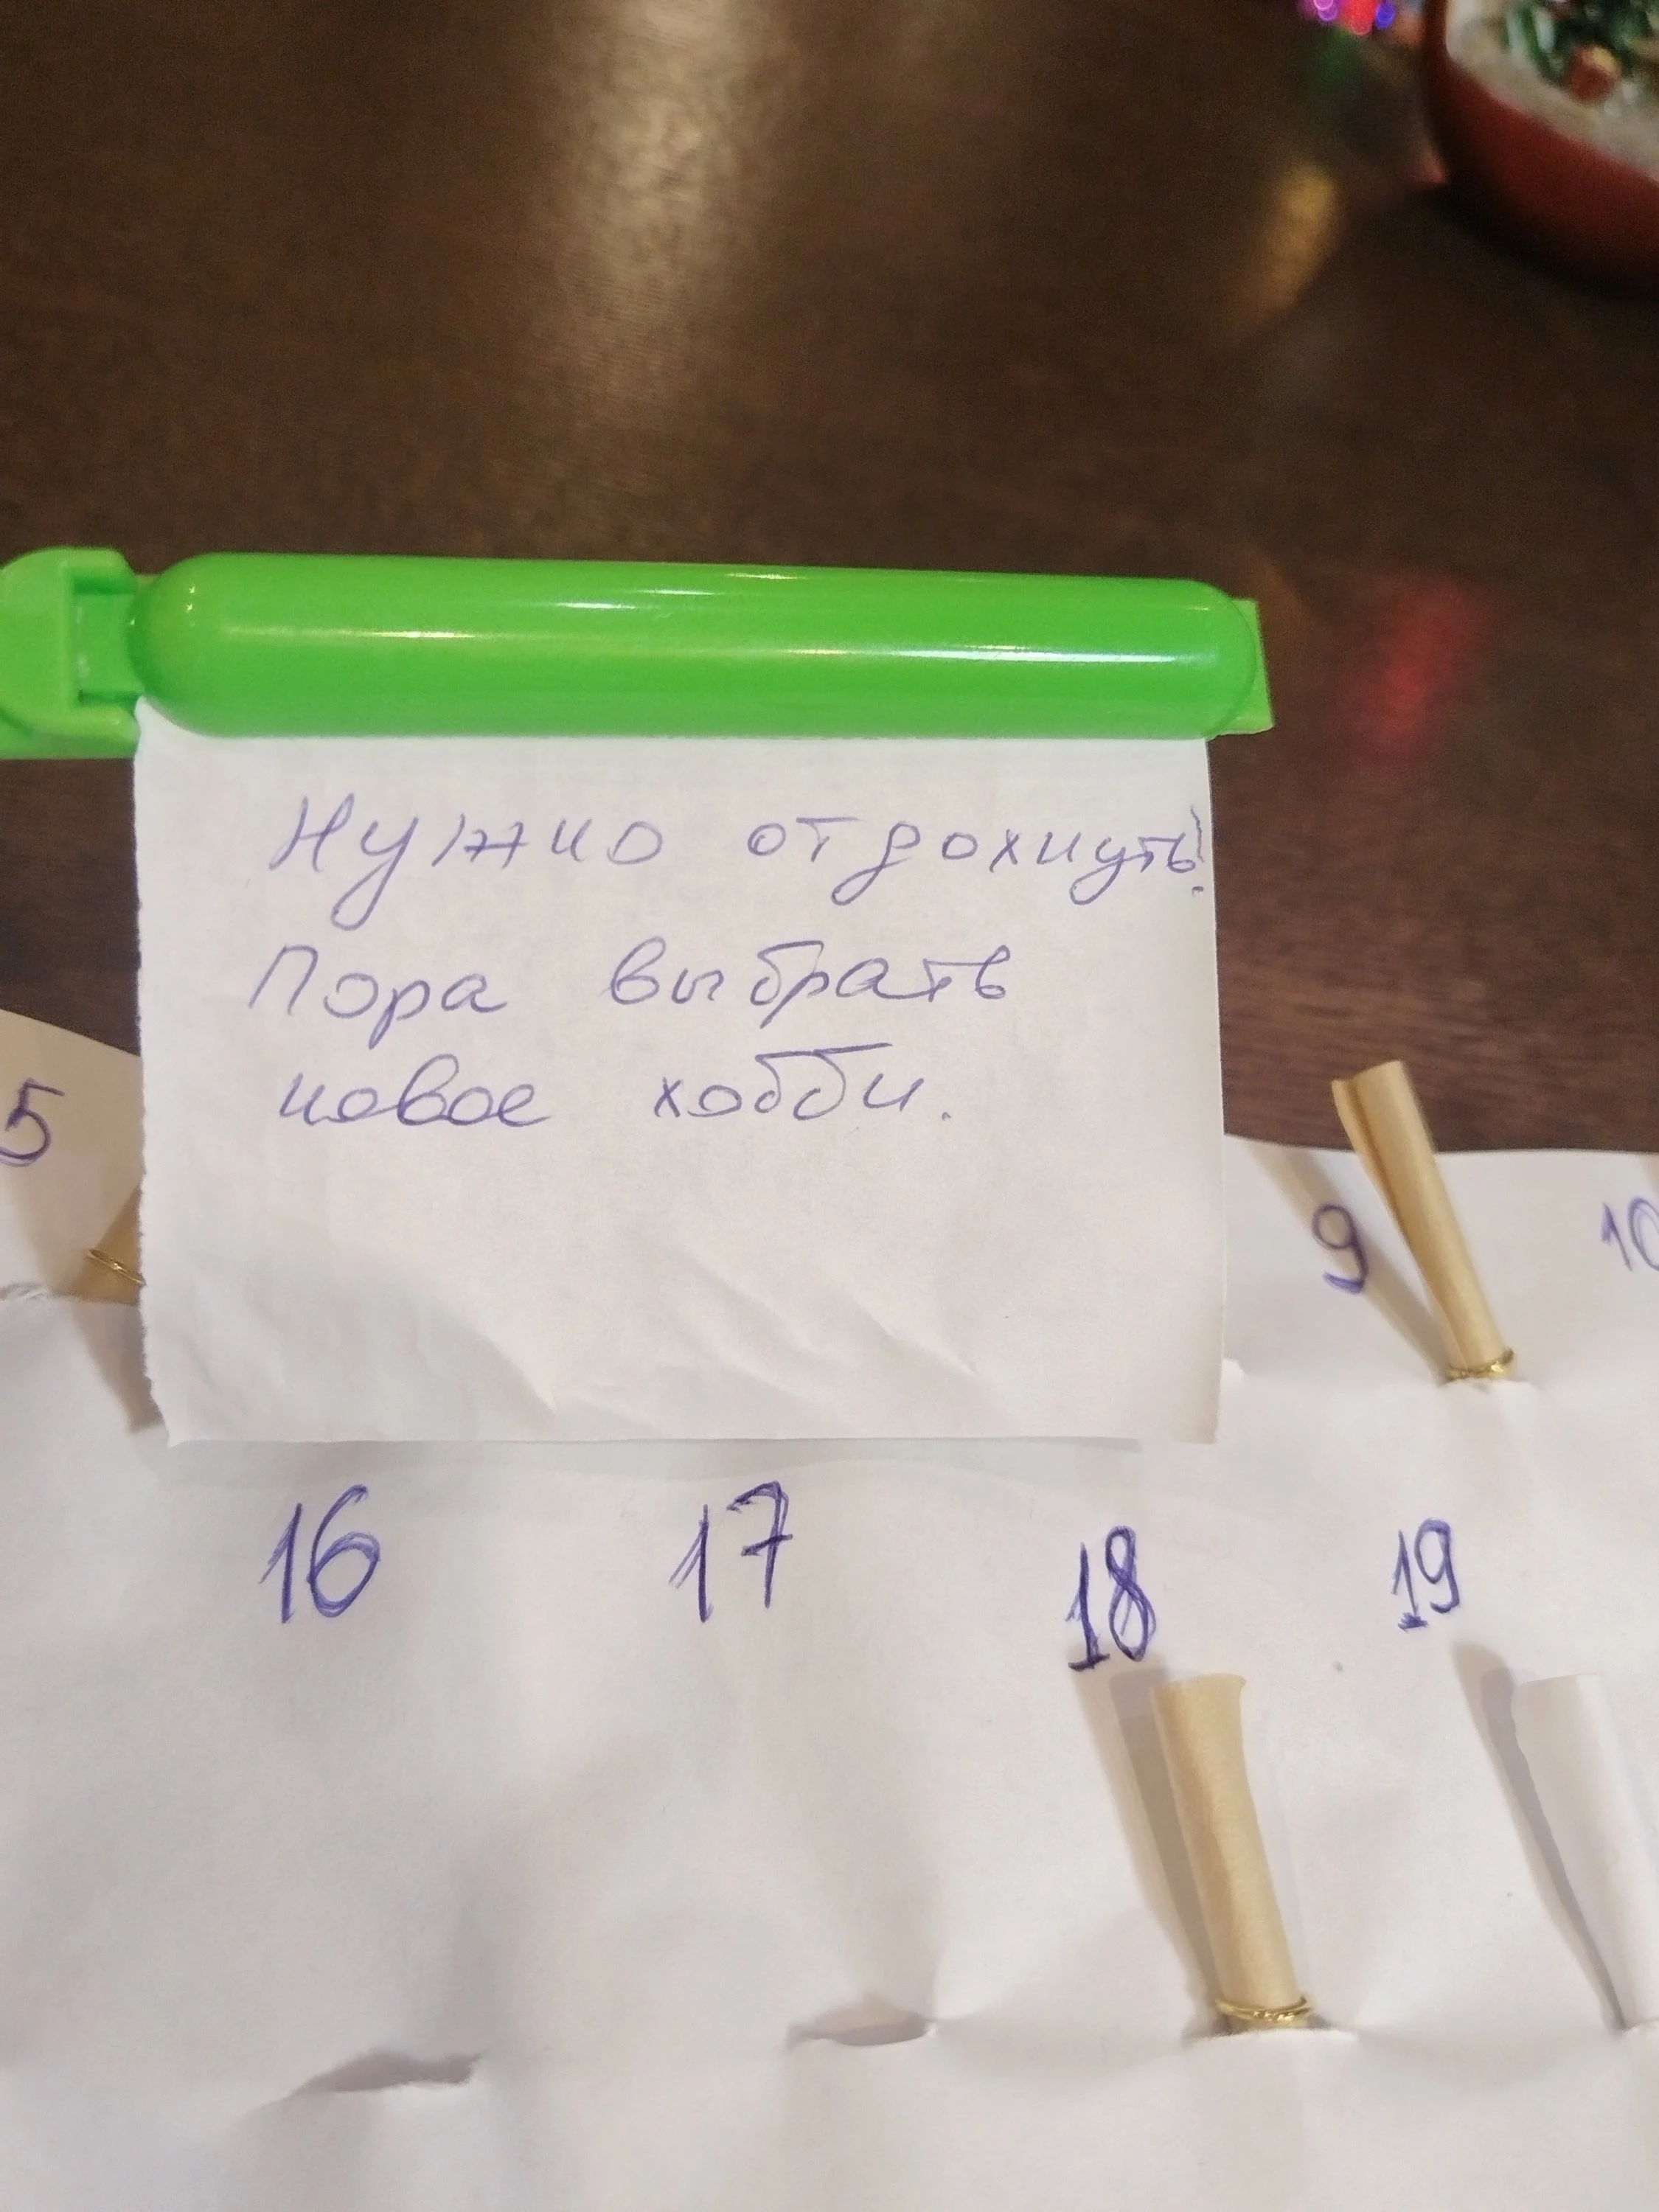 Нужно отдохнуть!
Пора выбрать
новое хобби.
5
9
10
16
17
18
19